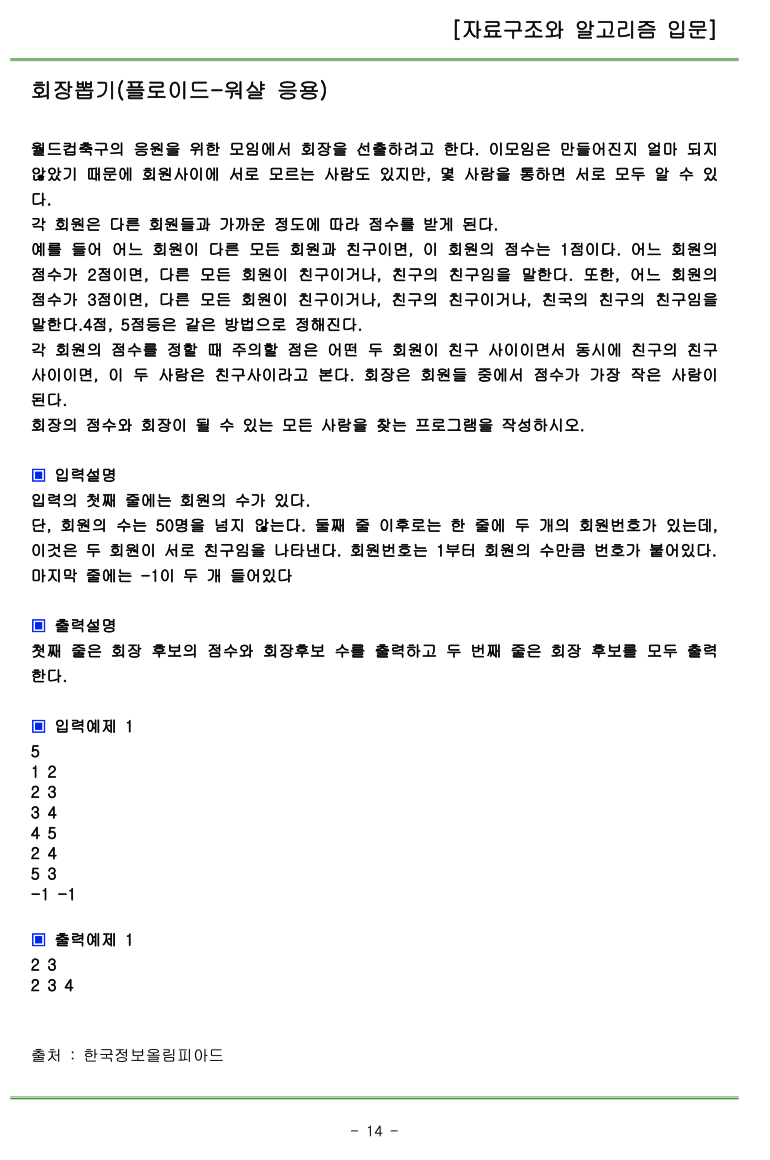 [자료구조와 알고리즘 입문]
회장뽑기(플로이드-워샬 응용)
월드컵축구의 응원을 위한 모임에서 회장을 선출하려고 한다. 이모임은 만들어진지 얼마 되지
않았기 때문에 회원사이에 서로 모르는 사람도 있지만, 몇 사람을 통하면 서로 모두 알 수 있
다.
각 회원은 다른 회원들과 가까운 정도에 따라 점수를 받게 된다.
예를 들어 어느 회원이 다른 모든 회원과 친구이면, 이 회원의 점수는 1점이다. 어느 회원의
점수가 2점이면, 다른 모든 회원이 친구이거나, 친구의 친구임을 말한다. 또한, 어느 회원의
점수가 3점이면, 다른 모든 회원이 친구이거나, 친구의 친구이거나, 친국의 친구의 친구임을
말한다.4점, 5점등은 같은 방법으로 정해진다.
각 회원의 점수를 정할 때 주의할 점은 어떤 두 회원이 친구 사이이면서 동시에 친구의 친구
사이이면, 이 두 사람은 친구사이라고 본다. 회장은 회원들 중에서 점수가 가장 작은 사람이
된다.
회장의 점수와 회장이 될 수 있는 모든 사람을 찾는 프로그램을 작성하시오.
▣ 입력설명
입력의 첫째 줄에는 회원의 수가 있다.
단, 회원의 수는 50명을 넘지 않는다. 둘째 줄 이후로는 한 줄에 두 개의 회원번호가 있는데,
이것은 두 회원이 서로 친구임을 나타낸다. 회원번호는 1부터 회원의 수만큼 번호가 붙어있다.
마지막 줄에는 -1이 두 개 들어있다
▣ 출력설명
첫째 줄은 회장 후보의 점수와 회장후보 수를 출력하고 두 번째 줄은 회장 후보를 모두 출력
한다.
▣ 입력예제 1
5
1 2
2 3
3 4
4 5
2 4
5 3
-1 -1
▣ 출력예제 1
2 3
2 3 4
출처 : 한국정보올림피아드
- 14 -